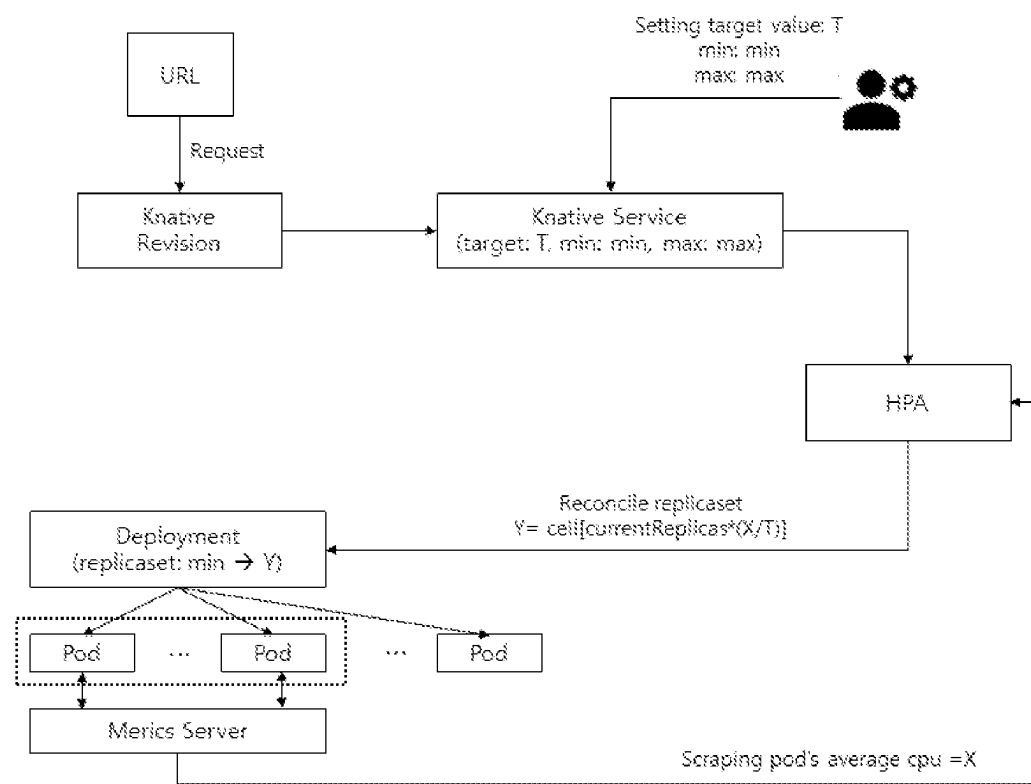 Setting target value: T
min: min
max: max
URL
Request
Knative
Revision
Knative Service
(target: T, min: min, max: max)
HPA
Reconcile replicaset
Y= ceil[currentReplicas*(X/T)]
Deployment
(replicaset: min → Y)
Pod ... Pod ... Pod
Merics Server
Scraping pod's average cpu =X